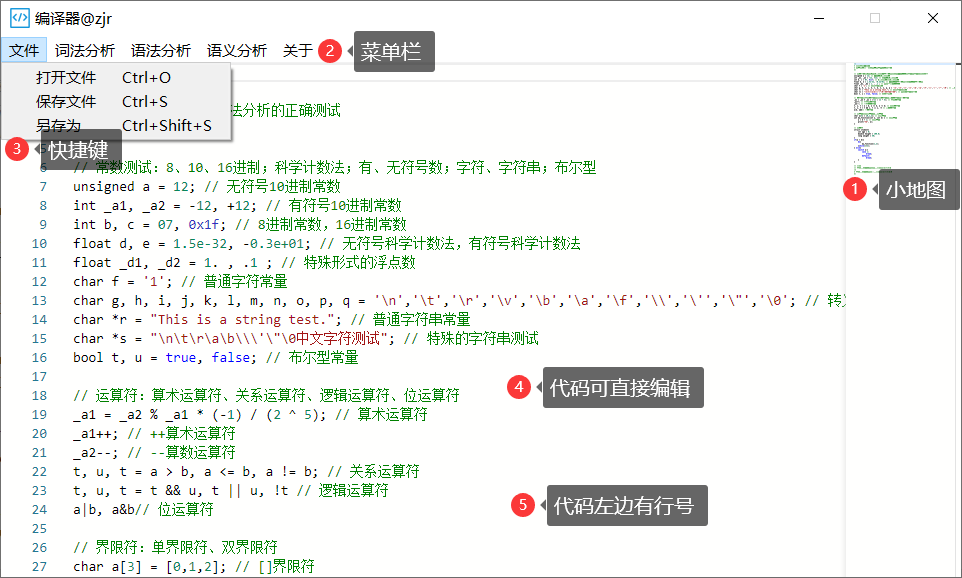 编译器@zjr
文件 词法分析 语法分析 语义分析 关于 2 菜单栏
打开文件 Ctrl+O
保存文件 Ctrl+S
另存为 Ctrl+Shift+S
法分析的正确测试
3 快捷键
1 小地图
6 // 常数测试：8、10、16进制；科学计数法；有、无符号数；字符、字符串；布尔型
7 unsigned a = 12; // 无符号10进制常数
8 int _a1, _a2 = -12, +12; // 有符号10进制常数
9 int b, c = 07, 0x1f; // 8进制常数，16进制常数
10 float d, e = 1.5e-32, -0.3e+01; // 无符号科学计数法，有符号科学计数法
11 float _d1, _d2 = 1. , .1 ; // 特殊形式的浮点数
12 char f = '1'; // 普通字符常量
13 char g, h, i, j, k, l, m, n, o, p, q = '\n','\t','\r','\v','\b','\a','\f','\\','\'','\"','\0'; // 转
14 char *r = "This is a string test."; // 普通字符串常量
15 char *s = "\n\t\r\a\b\\\'\"\0中文字符测试"; // 特殊的字符串测试
16 bool t, u = true, false; // 布尔型常量
17
18 // 运算符：算术运算符、关系运算符、逻辑运算符、位运算符
4 代码可直接编辑
19 _a1 = _a2 % _a1 * (-1) / (2 ^ 5); // 算术运算符
20 _a1++; // ++算术运算符
21 _a2--; // --算数运算符
22 t, u, t = a > b, a <= b, a != b; // 关系运算符
23 t, u, t = t && u, t || u, !t // 逻辑运算符
24 a|b, a&b// 位运算符
5 代码左边有行号
25
26 // 界限符：单界限符、双界限符
27 char a[3] = [0,1,2]; // []界限符